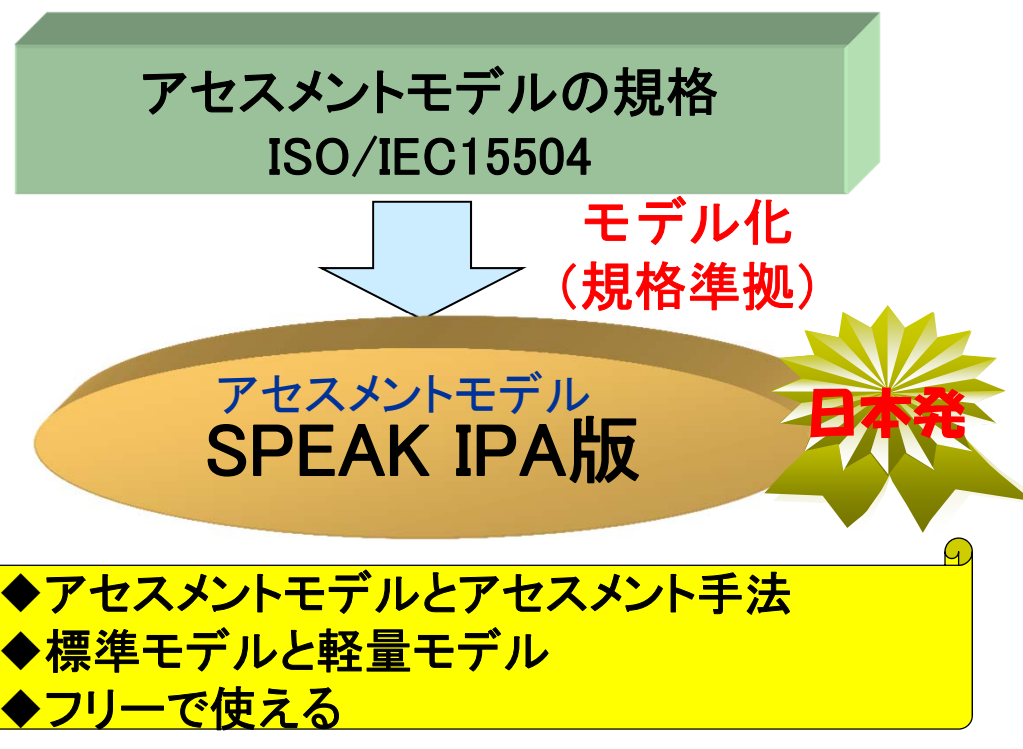 アセスメントモデルの規格
ISO/IEC15504
モデル化
（規格準拠）
アセスメントモデル
SPEAK IPA版
日本発
◆アセスメントモデルとアセスメント手法
◆標準モデルと軽量モデル
◆フリーで使える